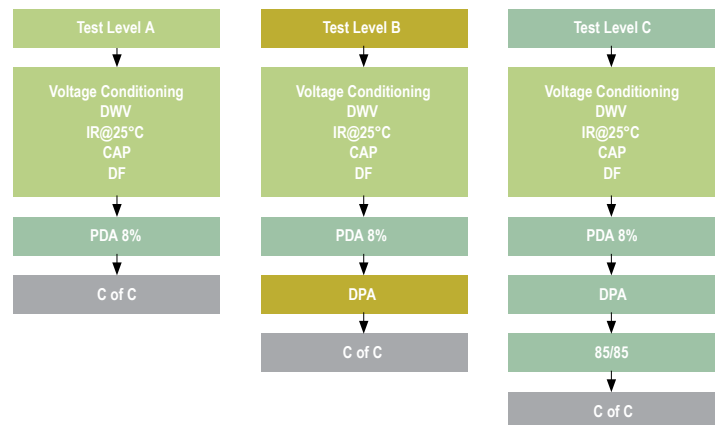 Test Level A
Voltage Conditioning
DWV
IR@25°C
CAP
DF
PDA 8%
C of C
Test Level B
Voltage Conditioning
DWV
IR@25°C
CAP
DF
PDA 8%
DPA
C of C
Test Level C
Voltage Conditioning
DWV
IR@25°C
CAP
DF
PDA 8%
DPA
85/85
C of C